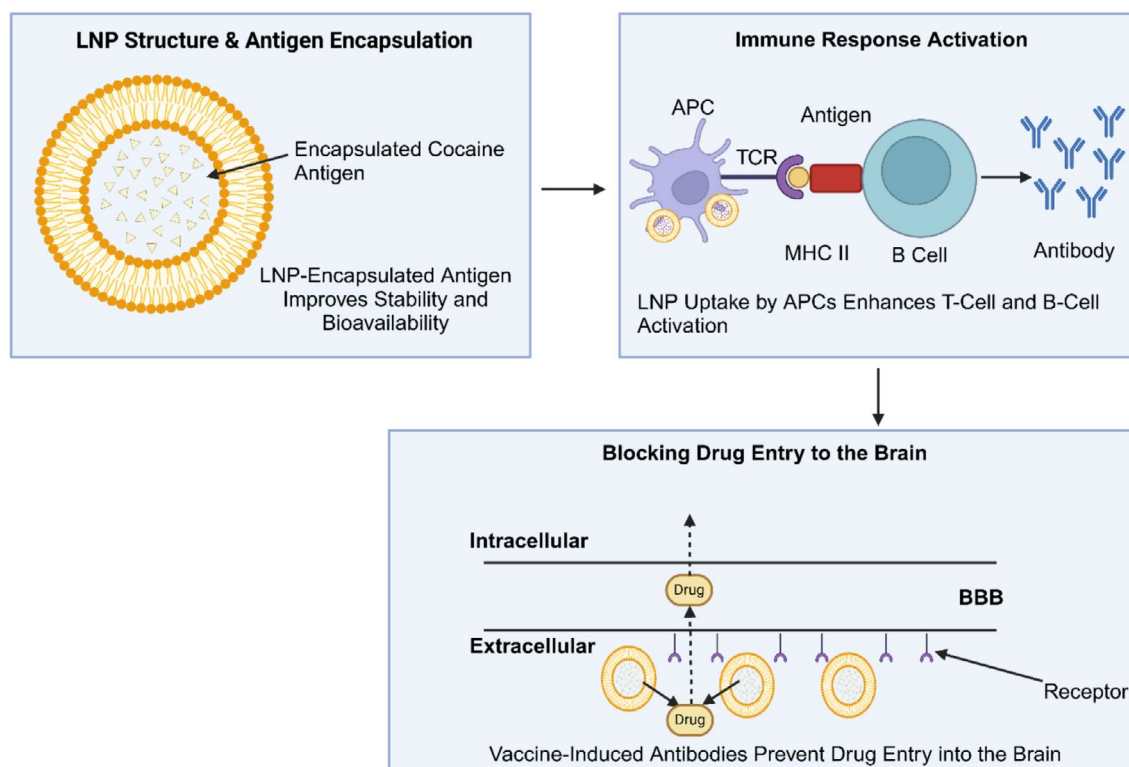 LNP Structure & Antigen Encapsulation
Encapsulated Cocaine
Antigen
LNP-Encapsulated Antigen
Improves Stability and
Bioavailability
Immune Response Activation
APC
Antigen
TCR
MHC II
B Cell
Antibody
LNP Uptake by APCs Enhances T-Cell and B-Cell
Activation
Blocking Drug Entry to the Brain
Intracellular
Drug
BBB
Extracellular
Receptor
Drug
Vaccine-Induced Antibodies Prevent Drug Entry into the Brain